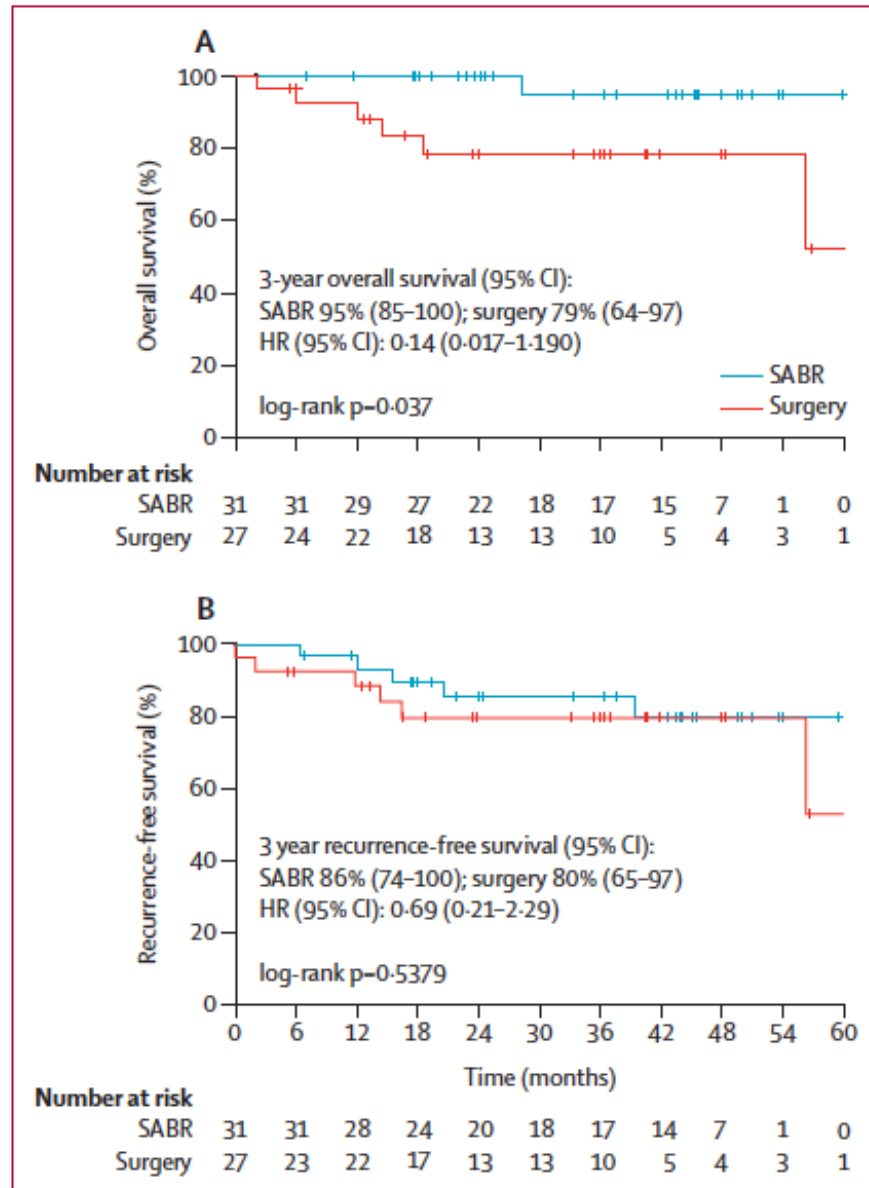 A
100
80
60
40
20
0
Overall survival (%)
3-year overall survival (95% CI):
SABR 95% (85–100); surgery 79% (64–97)
HR (95% CI): 0·14 (0·017–1·190)
log-rank p=0·037
SABR
Surgery
Number at risk
SABR 31 31 29 27 22 18 17 15 7 1 0
Surgery 27 24 22 18 13 13 10 5 4 3 1
B
100
80
60
40
20
0
Recurrence-free survival (%)
3 year recurrence-free survival (95% CI):
SABR 86% (74–100); surgery 80% (65–97)
HR (95% CI): 0·69 (0·21–2·29)
log-rank p=0·5379
0 6 12 18 24 30 36 42 48 54 60
Time (months)
Number at risk
SABR 31 31 28 24 20 18 17 14 7 1 0
Surgery 27 23 22 17 13 13 10 5 4 3 1